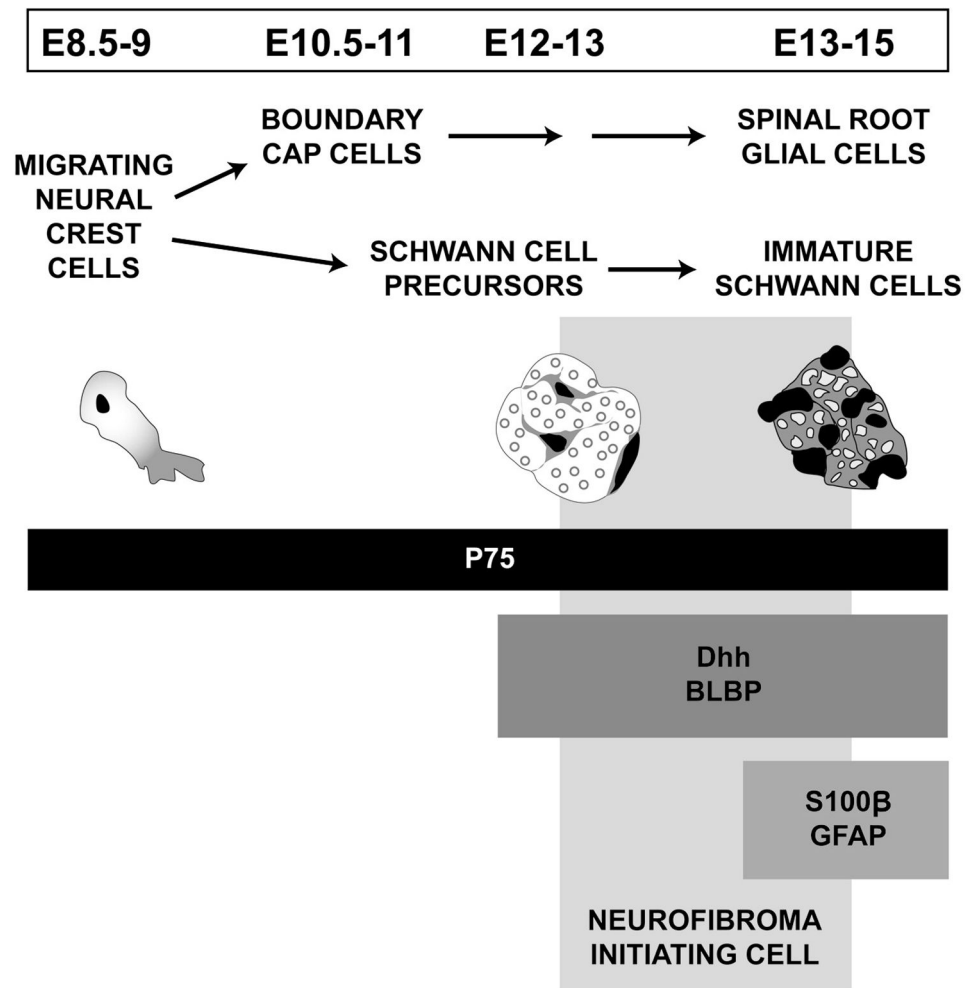 E8.5-9 E10.5-11 E12-13 E13-15
BOUNDARY
CAP CELLS
SPINAL ROOT
GLIAL CELLS
MIGRATING
NEURAL
CREST
CELLS
SCHWANN CELL
PRECURSORS
IMMATURE
SCHWANN CELLS
P75
Dhh
BLBP
S100β
GFAP
NEUROFIBROMA
INITIATING CELL